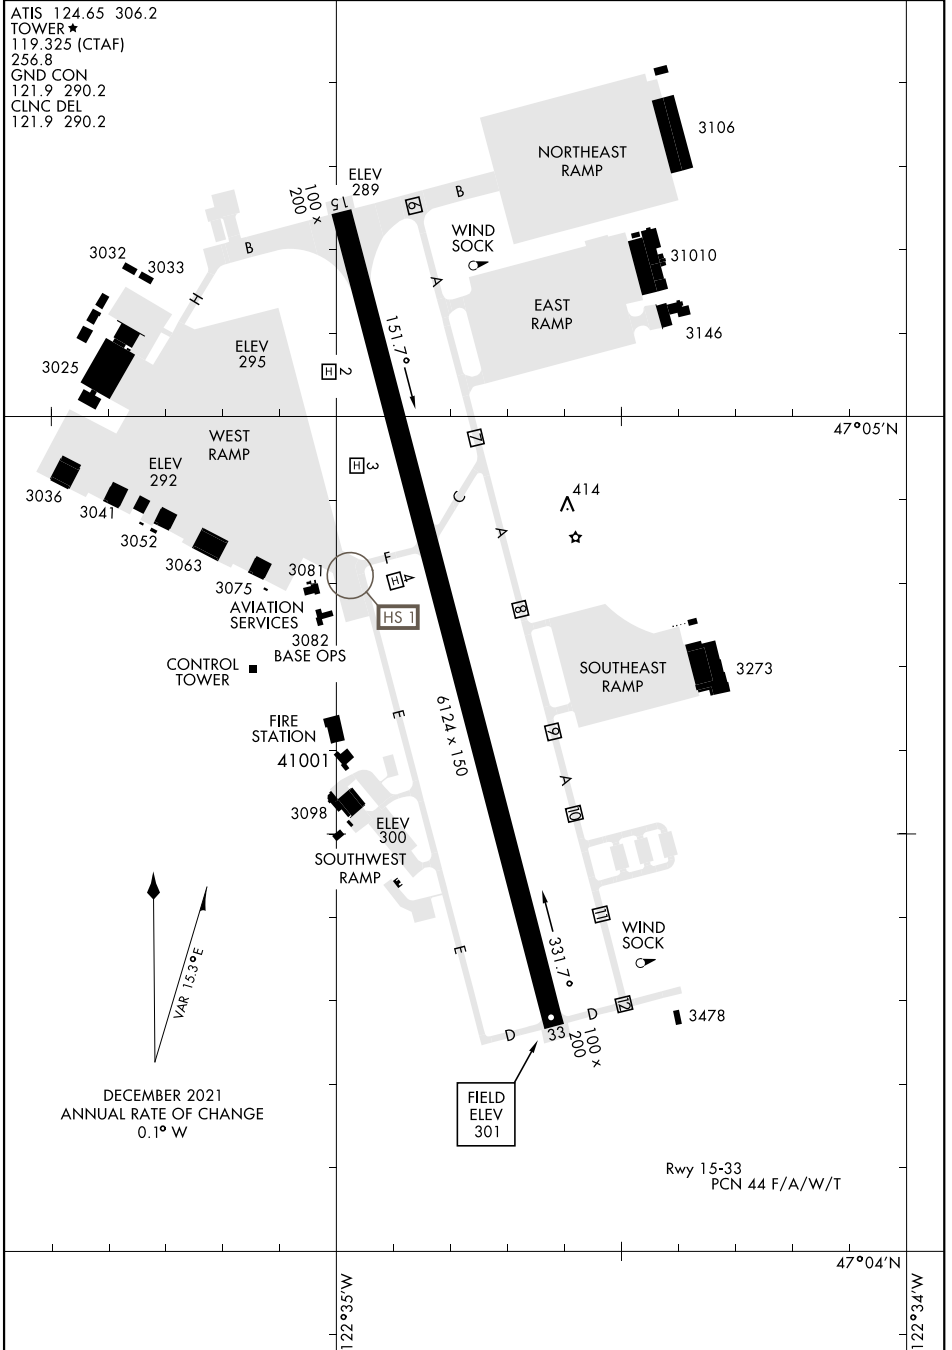 ATIS 124.65 306.2
TOWER ★
119.325 (CTAF)
256.8
GND CON
121.9 290.2
CLNC DEL
121.9 290.2
3106
NORTHEAST
RAMP
ELEV
289
100 x
200
15
B
6
WIND
SOCK
B
3032
3033
31010
A
H
EAST
RAMP
151.7°
3146
ELEV
295
3025
H 2
47°05'N
WEST
RAMP
7
ELEV
292
H 3
3036
3041
C
414
3052
A
3063
F
3075
3081
H 4
AVIATION
SERVICES
HS 1
8
3082
BASE OPS
CONTROL
TOWER
SOUTHEAST
RAMP
3273
E
6124 x 150
FIRE
STATION
9
41001
A
3098
10
ELEV
300
SOUTHWEST
RAMP
11
WIND
SOCK
E
331.7°
VAR 15.3°E
12
D
3478
D
33
100 x
200
FIELD
ELEV
301
DECEMBER 2021
ANNUAL RATE OF CHANGE
0.1° W
Rwy 15-33
PCN 44 F/A/W/T
47°04'N
122°35'W
122°34'W